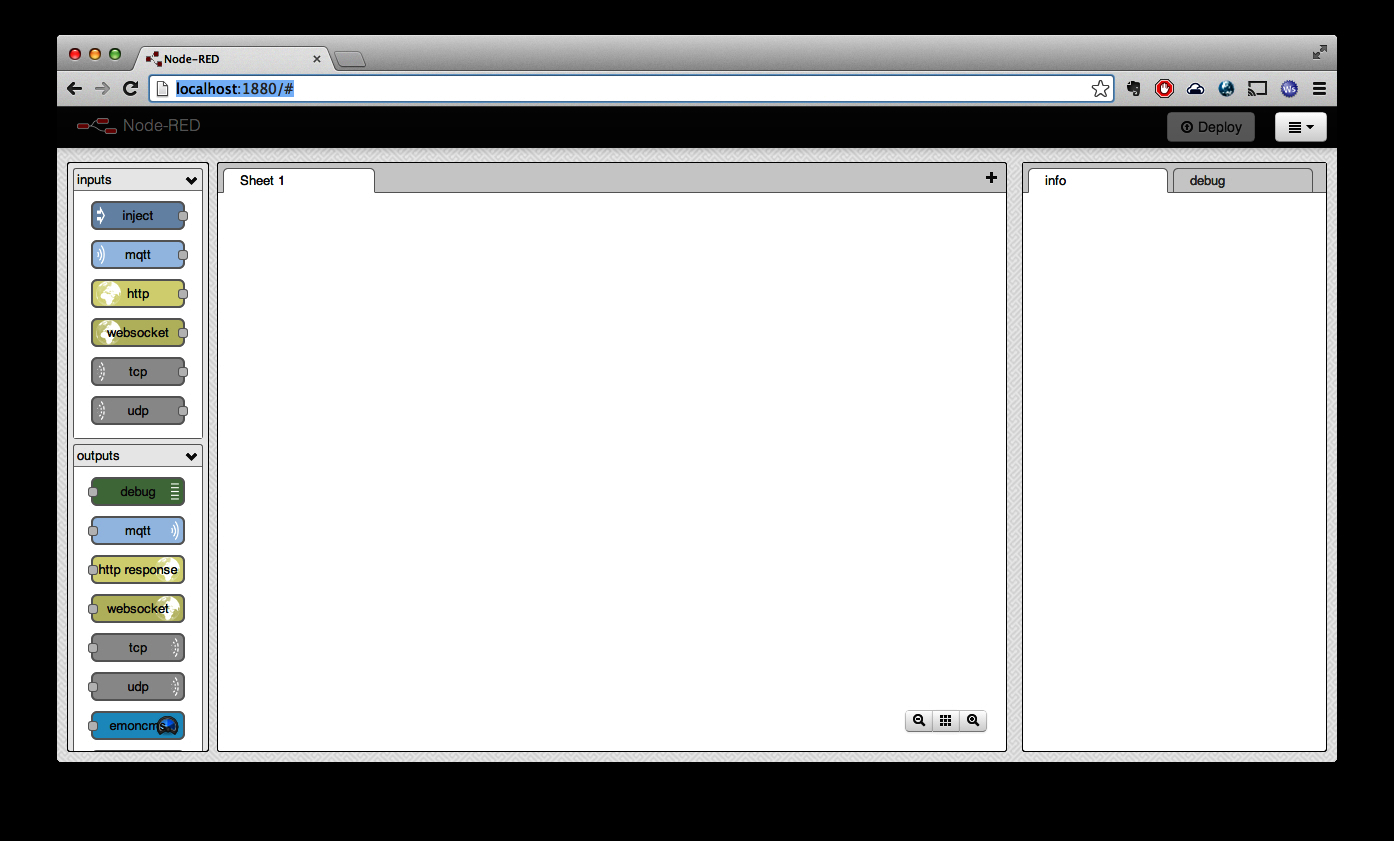 Node-RED
localhost:1880/#
Ws
Node-RED
Deploy
inputs
inject
mqtt
http
websocket
tcp
udp
outputs
debug
mqtt
http response
websocket
tcp
udp
emoncms
Sheet 1
info
debug